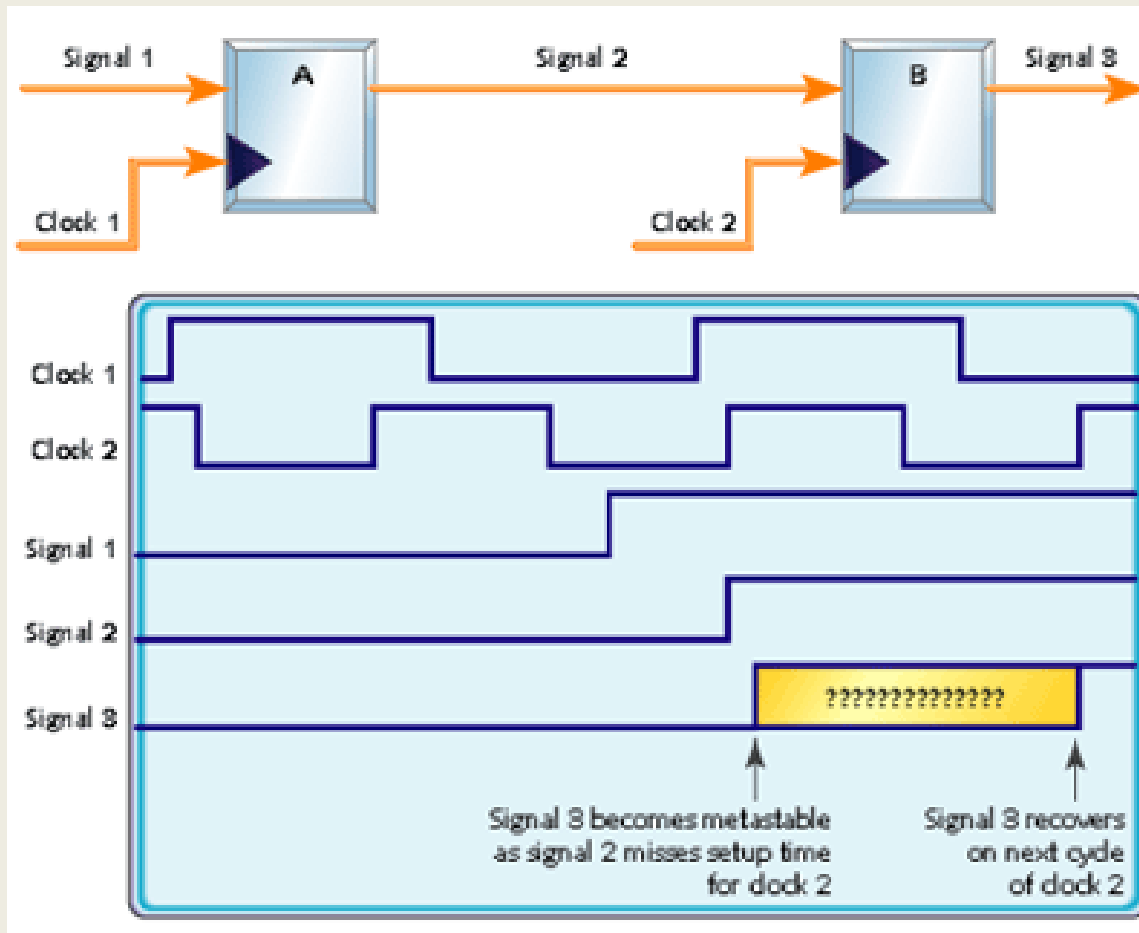 Signal 1
A
Signal 2
B
Signal 3
Clock 1
Clock 2
Clock 1
Clock 2
Signal 1
Signal 2
Signal 3
??????????????
Signal 3 becomes metastable
as signal 2 misses setup time
for clock 2
Signal 3 recovers
on next cycle
of clock 2